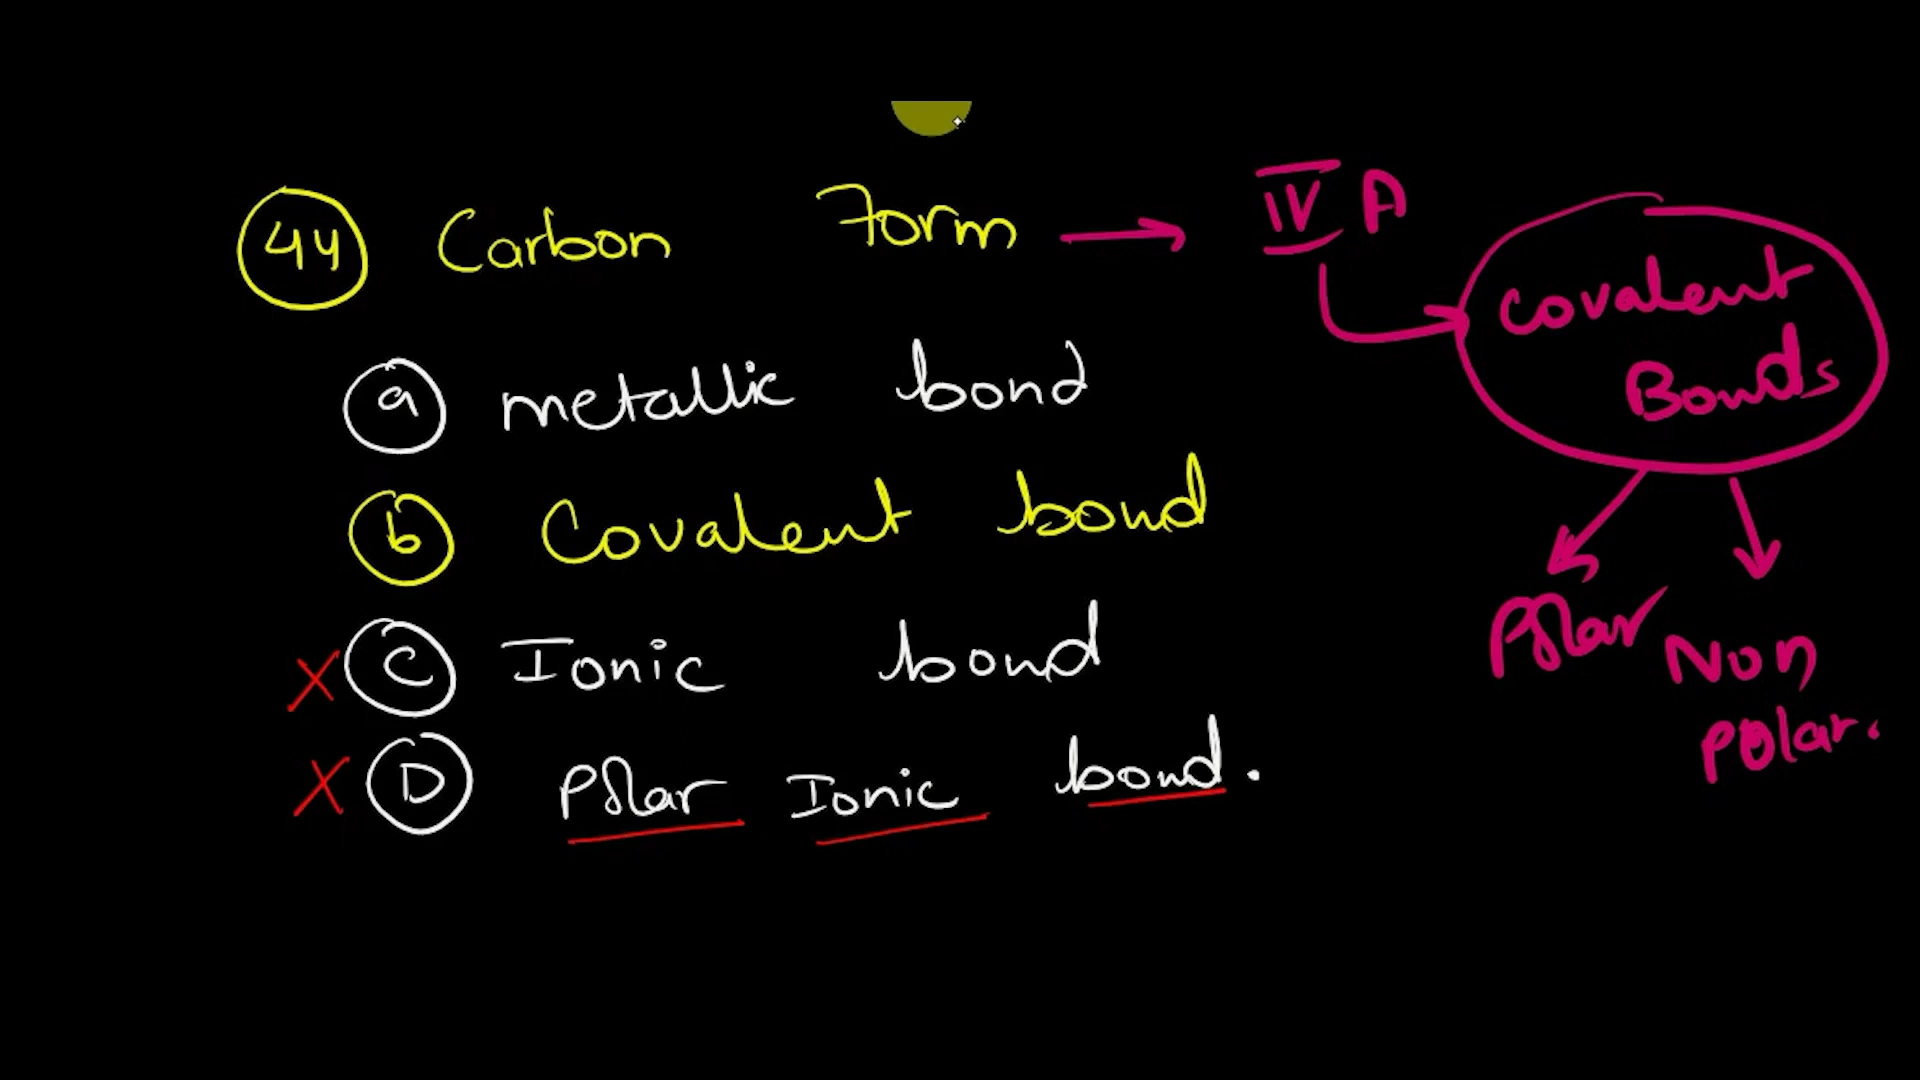 44 Carbon Form → IV A
Covalent
Bonds
a metallic bond
b Covalent bond
X C Ionic bond
X D Polar Ionic bond.
Polar Non
Polar.